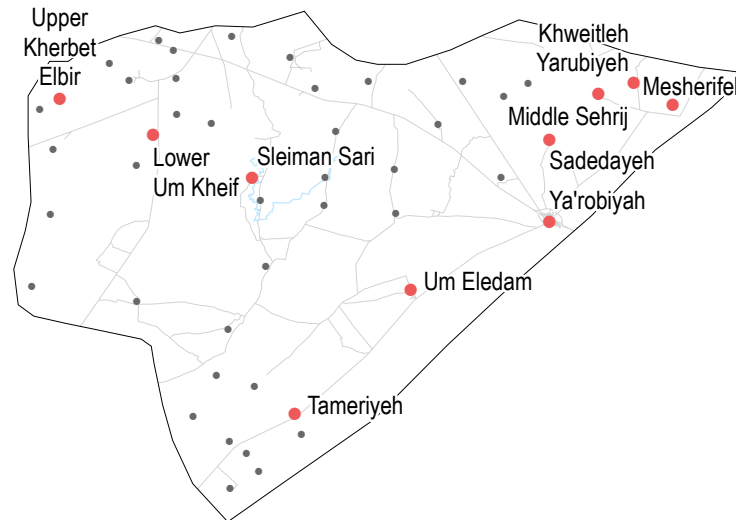 Upper
Kherbet
Elbir
Khweitleh
Yarubiyeh
Mesherifeh
Middle Sehrij
Lower
Um Kheif
Sleiman Sari
Sadedayeh
Ya'robiyah
Um Eledam
Tameriyeh